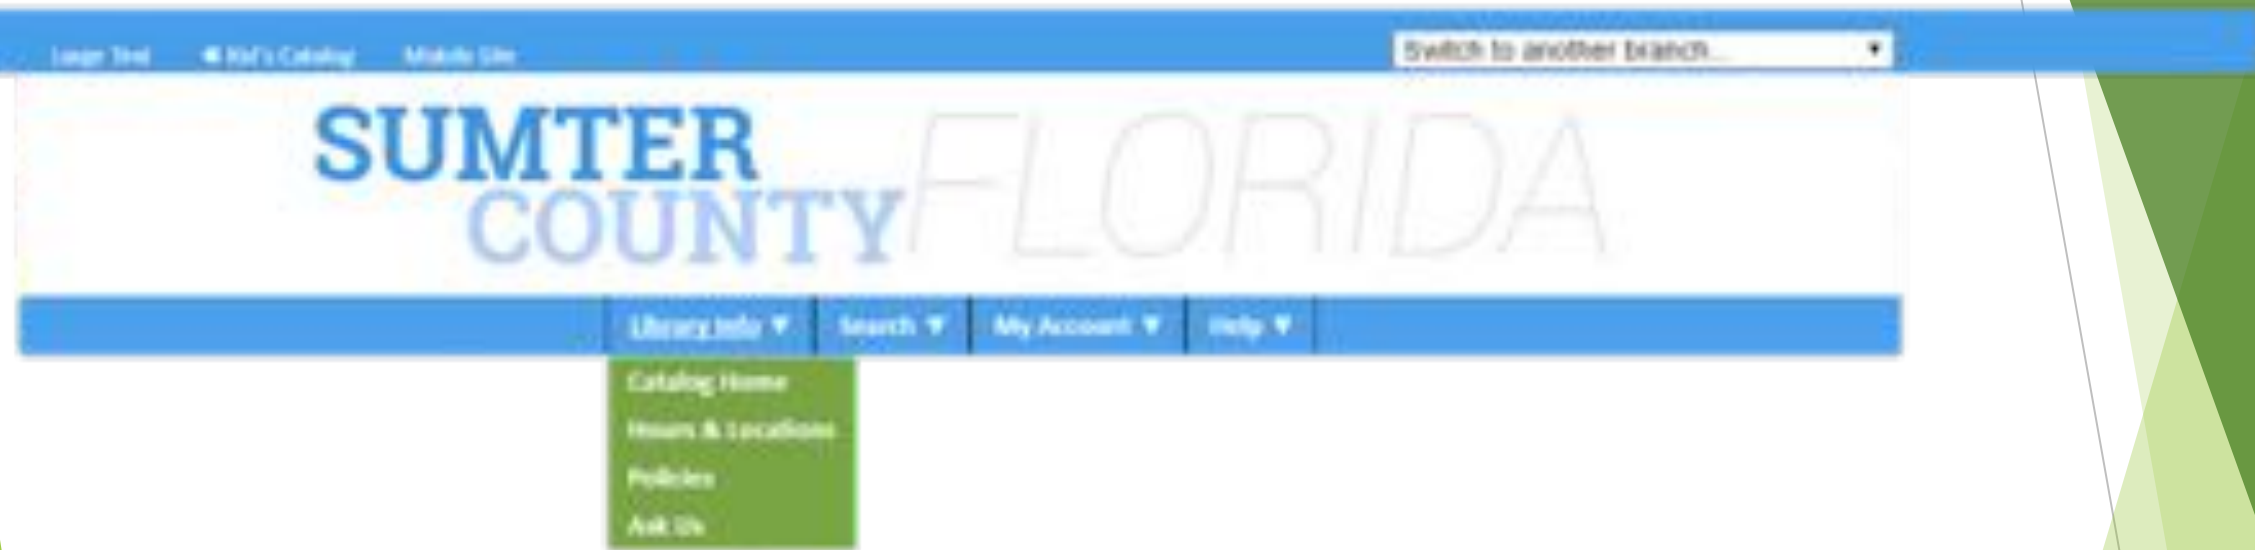 Large Text ◀ Kid's Catalog Mobile Site Switch to another branch...
SUMTER
COUNTY FLORIDA
Library Info ▼ Search ▼ My Account ▼ Help ▼
Catalog Home
Hours & Locations
Policies
Ask Us